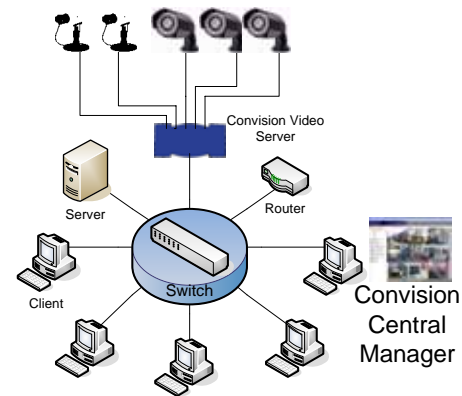 Convision Video
Server
Server
Router
Switch
Client
Convision
Central
Manager